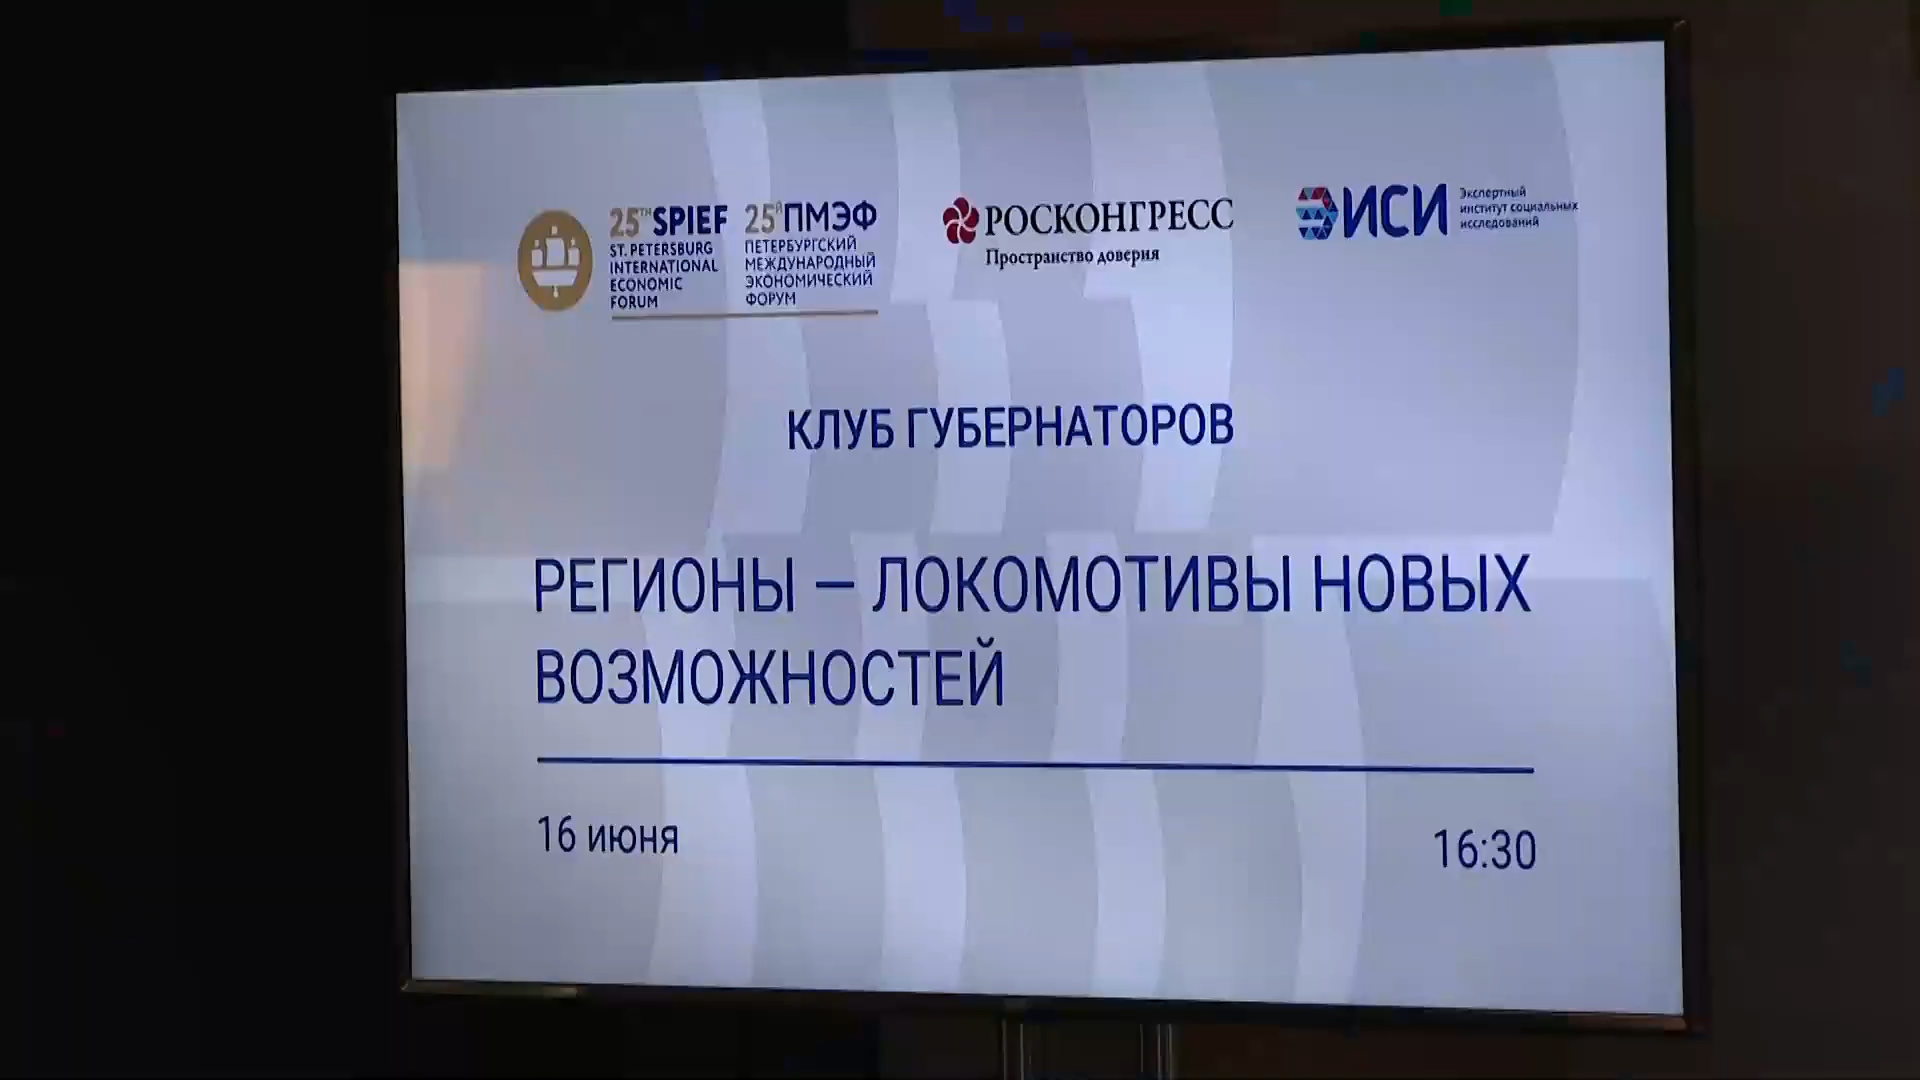 25TH SPIEF
ST. PETERSBURG
INTERNATIONAL
ECONOMIC
FORUM
25Й ПМЭФ
ПЕТЕРБУРГСКИЙ
МЕЖДУНАРОДНЫЙ
ЭКОНОМИЧЕСКИЙ
ФОРУМ
РОСКОНГРЕСС
Пространство доверия
ЭИСИ
Экспертный
институт социальных
исследований
КЛУБ ГУБЕРНАТОРОВ
РЕГИОНЫ — ЛОКОМОТИВЫ НОВЫХ
ВОЗМОЖНОСТЕЙ
16 июня
16:30